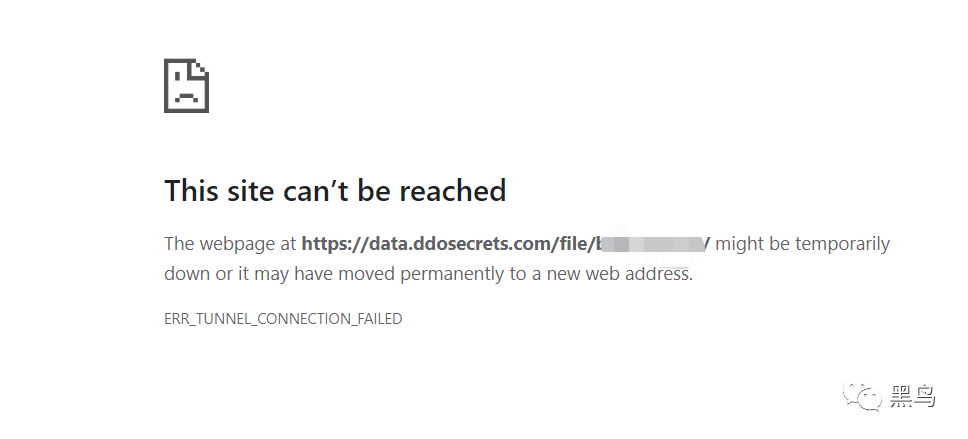 This site can’t be reached
The webpage at https://data.ddosecrets.com/file/b / might be temporarily
down or it may have moved permanently to a new web address.
ERR_TUNNEL_CONNECTION_FAILED
黑鸟